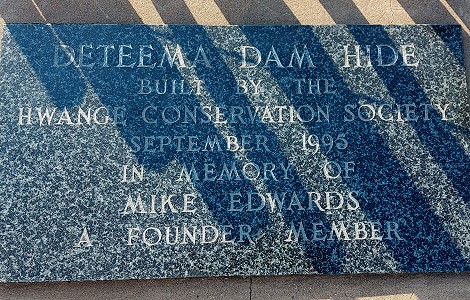 DETEEMA DAM HIDE
BUILT BY THE
HWANGE CONSERVATION SOCIETY
SEPTEMBER 1995
IN MEMORY OF
MIKE EDWARDS
A FOUNDER MEMBER